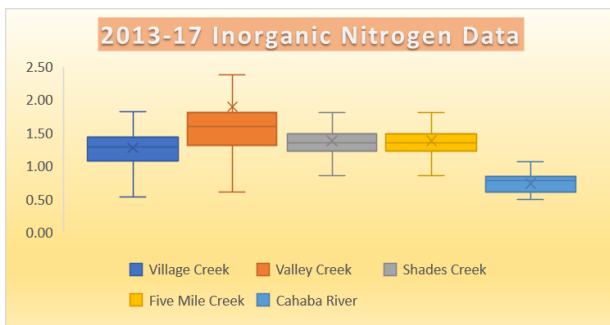 2013-17 Inorganic Nitrogen Data
2.50
2.00
1.50
1.00
0.50
0.00
Village Creek
Valley Creek
Shades Creek
Five Mile Creek
Cahaba River